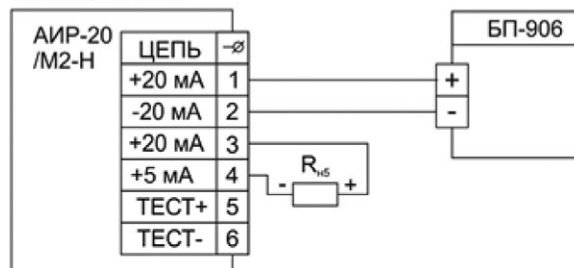 АИР-20
/М2-Н
ЦЕПЬ
+20 мА 1
-20 мА 2
+20 мА 3
+5 мА 4
ТЕСТ+ 5
ТЕСТ- 6
БП-906
+
-
Rн5
- +